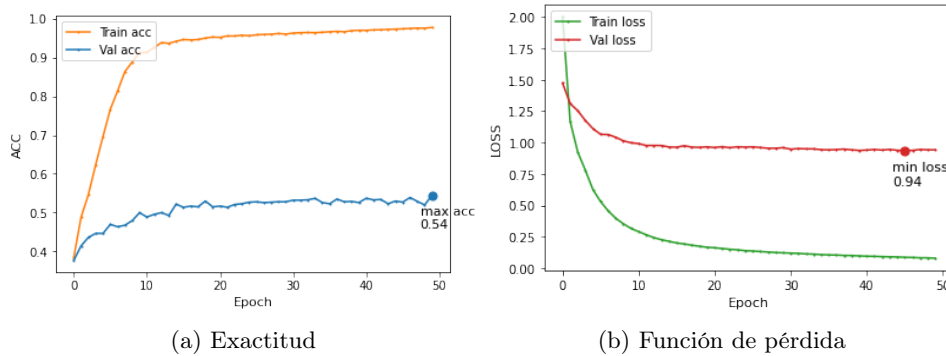 1.0
0.9
0.8
0.7
0.6
0.5
0.4
ACC
Train acc
Val acc
max acc
0.54
0
10
20
30
40
50
Epoch
(a) Exactitud
2.00
1.75
1.50
1.25
1.00
0.75
0.50
0.25
0.00
LOSS
Train loss
Val loss
min loss
0.94
0
10
20
30
40
50
Epoch
(b) Función de pérdida